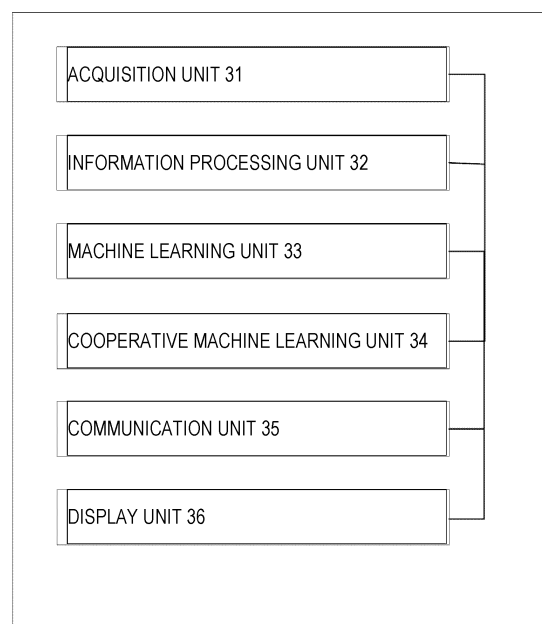 ACQUISITION UNIT 31
INFORMATION PROCESSING UNIT 32
MACHINE LEARNING UNIT 33
COOPERATIVE MACHINE LEARNING UNIT 34
COMMUNICATION UNIT 35
DISPLAY UNIT 36